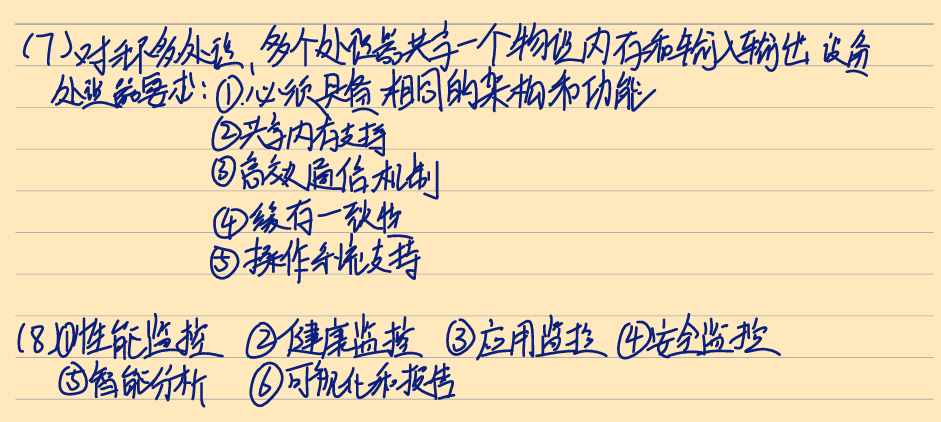 (7)对称多处理，多个处理器共享一个物理内存和输入输出设备
处理器要求：①必须具备相同的架构和功能
②共享内存支持
③高效通信机制
④缓存一致性
⑤操作系统支持
(8)①性能监控 ②健康监控 ③应用监控 ④安全监控
⑤智能分析 ⑥可视化和报告